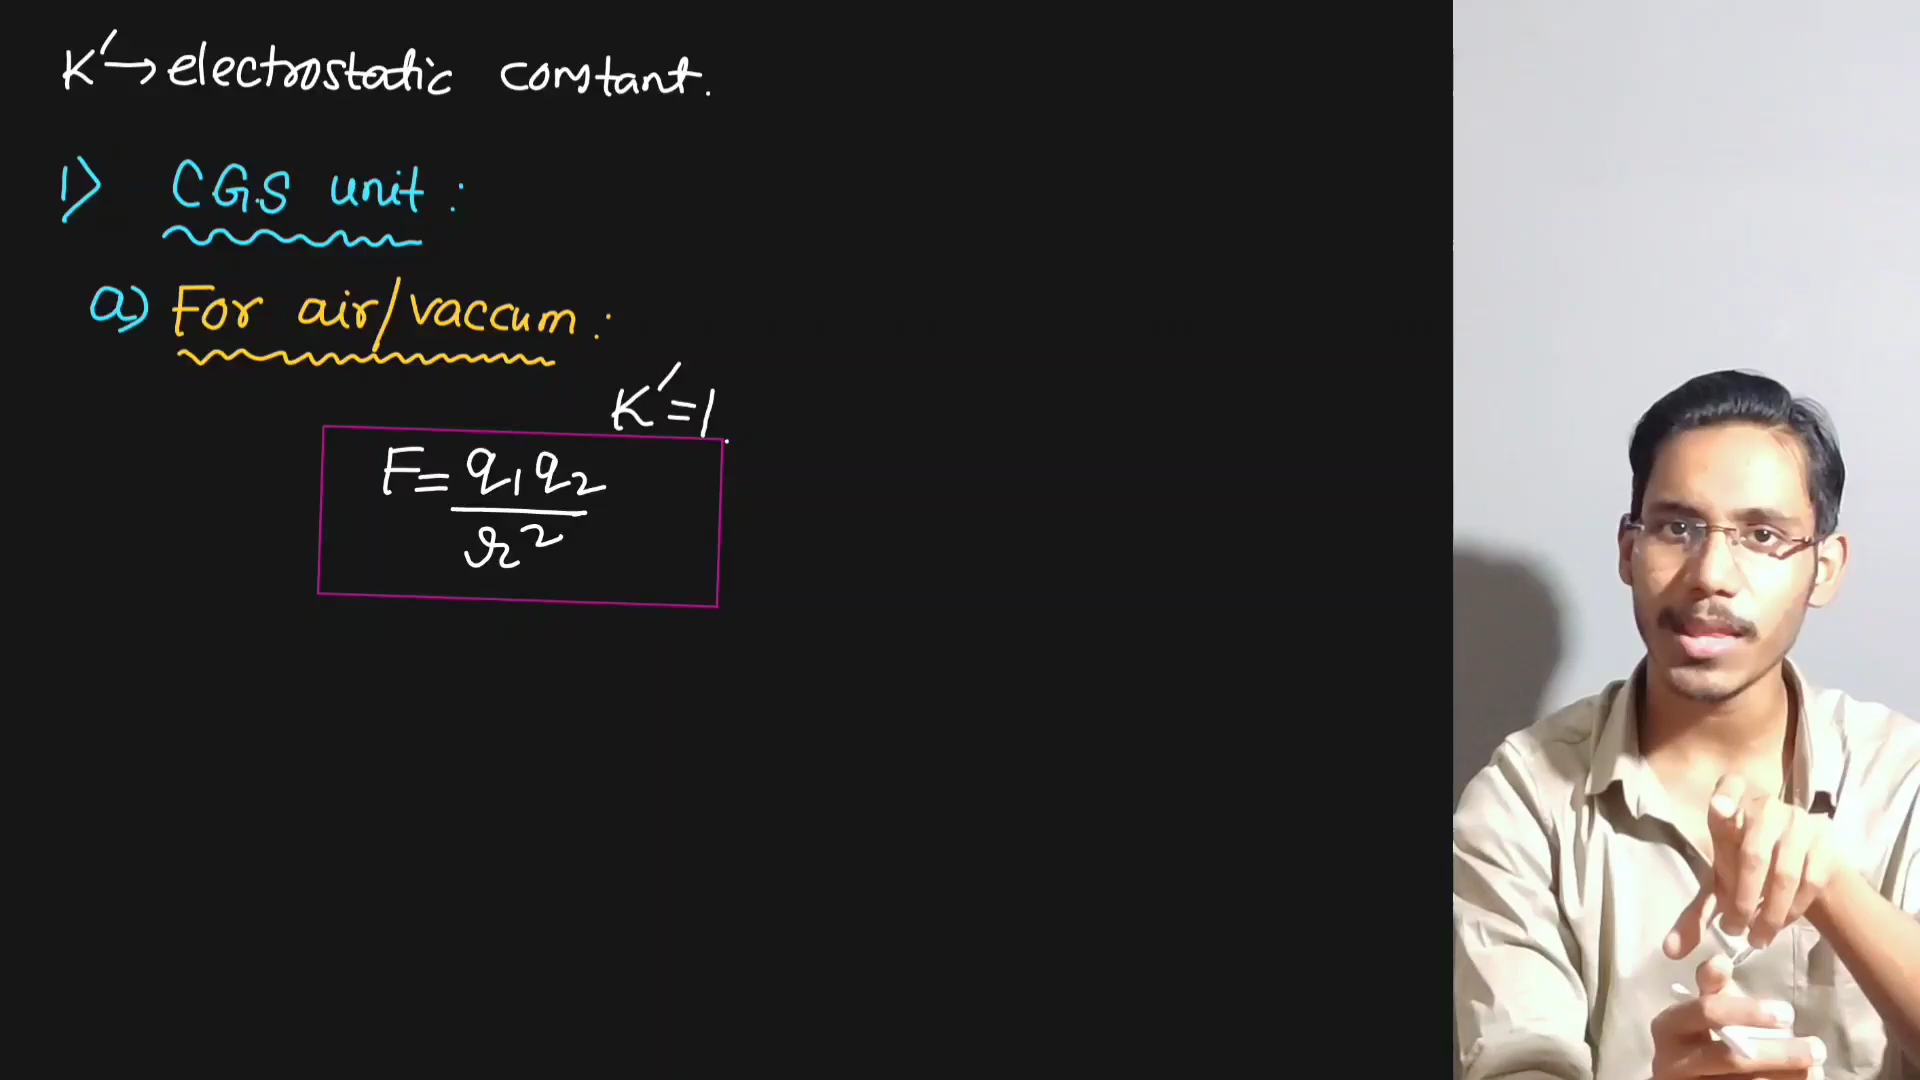 K′→electrostatic constant.
1) CGS unit :
a) For air/vaccum :
K′=1
F=q₁q₂
r²